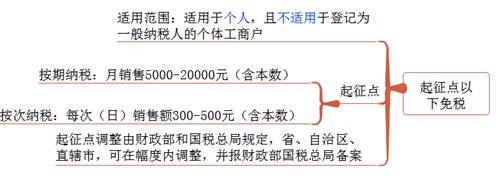 适用范围：适用于个人，且不适用于登记为
一般纳税人的个体工商户
按期纳税：月销售5000-20000元（含本数）
起征点
起征点以
下免税
按次纳税：每次（日）销售额300-500元（含本数）
起征点调整由财政部和国税总局规定，省、自治区、
直辖市，可在幅度内调整，并报财政部国税总局备案